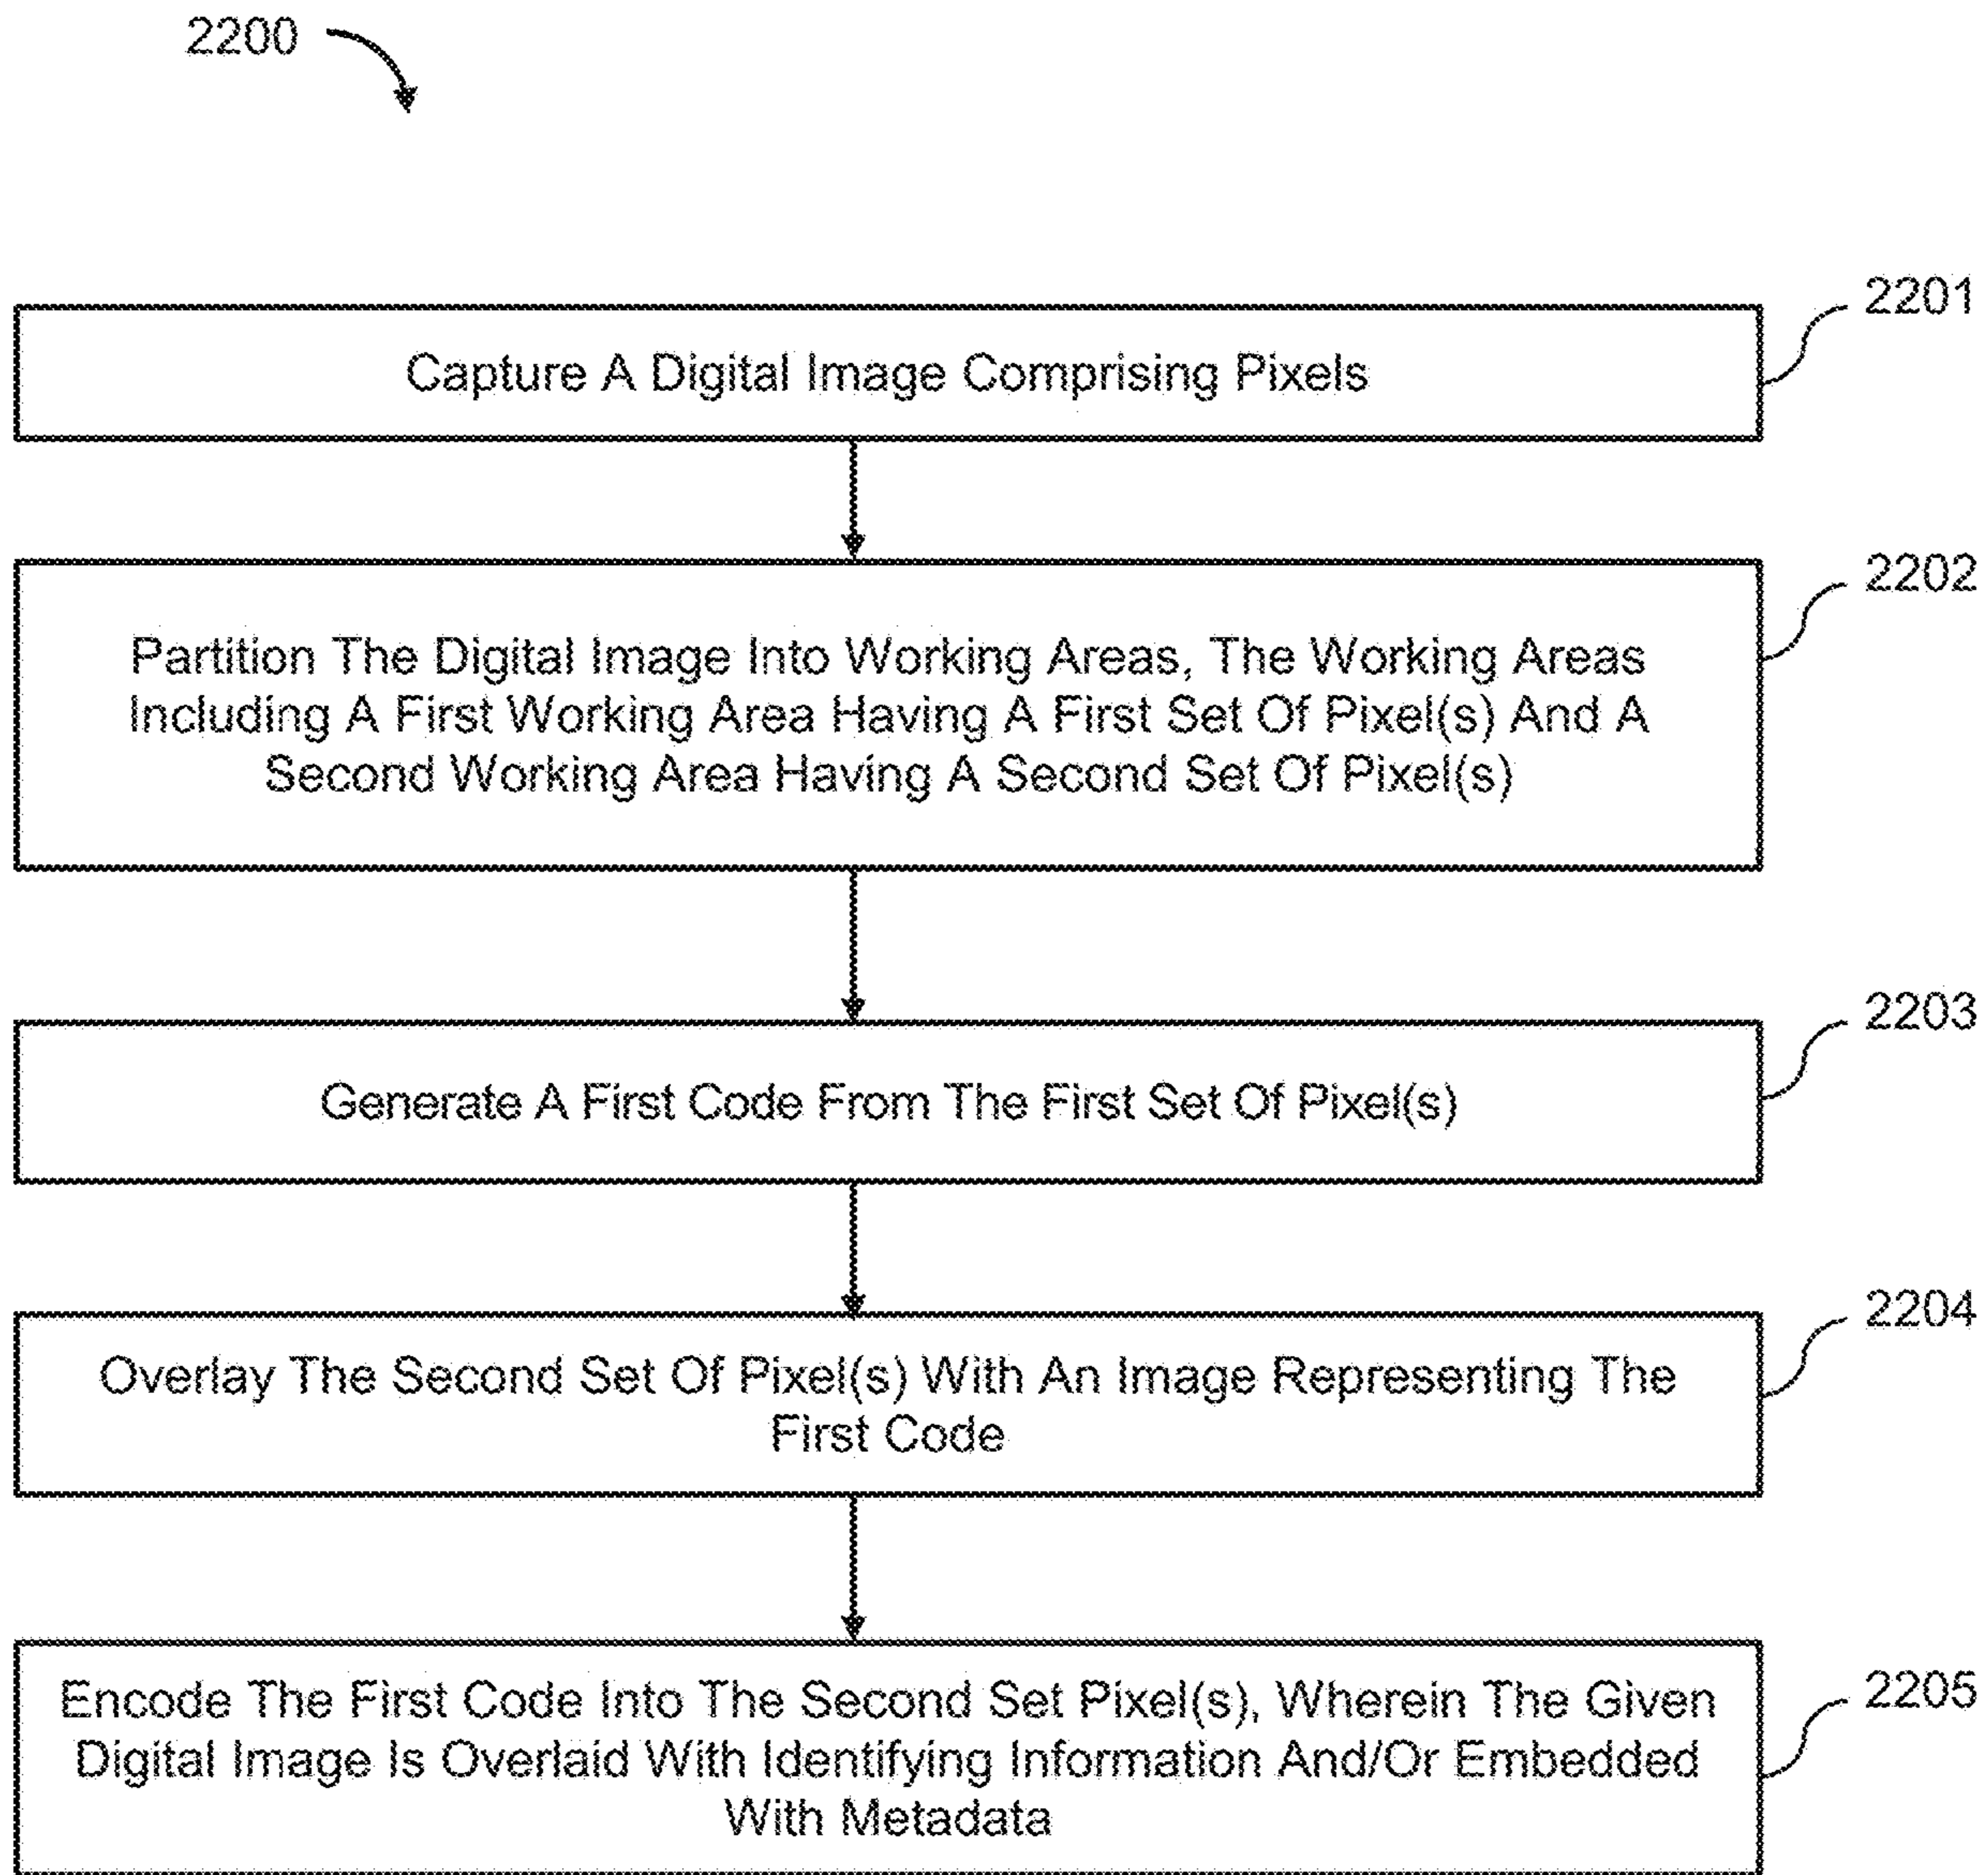 2200
2201
Capture A Digital Image Comprising Pixels
2202
Partition The Digital Image Into Working Areas, The Working Areas
Including A First Working Area Having A First Set Of Pixel(s) And A
Second Working Area Having A Second Set Of Pixel(s)
2203
Generate A First Code From The First Set Of Pixel(s)
2204
Overlay The Second Set Of Pixel(s) With An Image Representing The
First Code
2205
Encode The First Code Into The Second Set Pixel(s), Wherein The Given
Digital Image Is Overlaid With Identifying Information And/Or Embedded
With Metadata